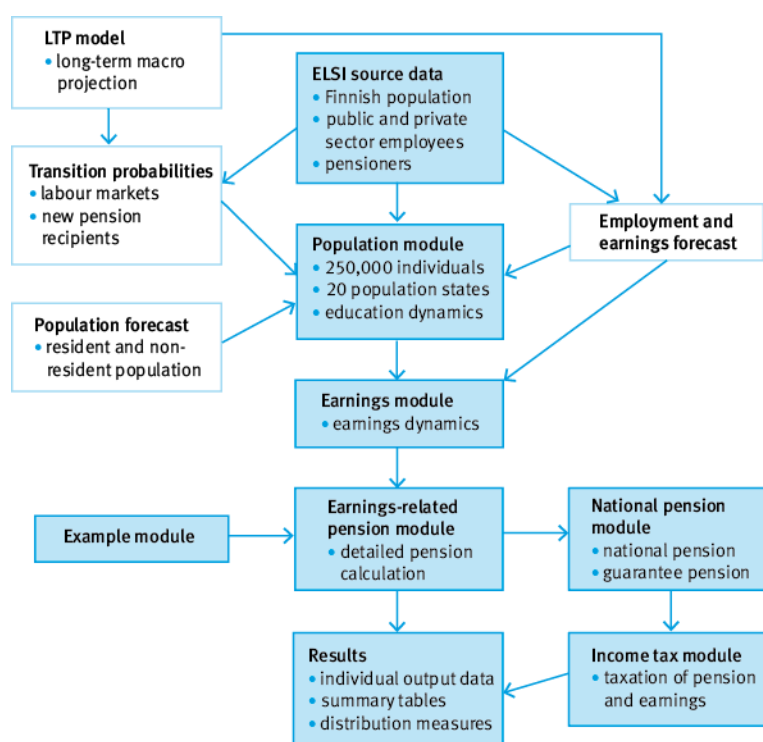 LTP model
• long-term macro
projection
ELSI source data
• Finnish population
• public and private
sector employees
• pensioners
Transition probabilities
• labour markets
• new pension
recipients
Employment and
earnings forecast
Population module
• 250,000 individuals
• 20 population states
• education dynamics
Population forecast
• resident and non-
resident population
Earnings module
• earnings dynamics
Example module
Earnings-related
pension module
• detailed pension
calculation
National pension
module
• national pension
• guarantee pension
Results
• individual output data
• summary tables
• distribution measures
Income tax module
• taxation of pension
and earnings